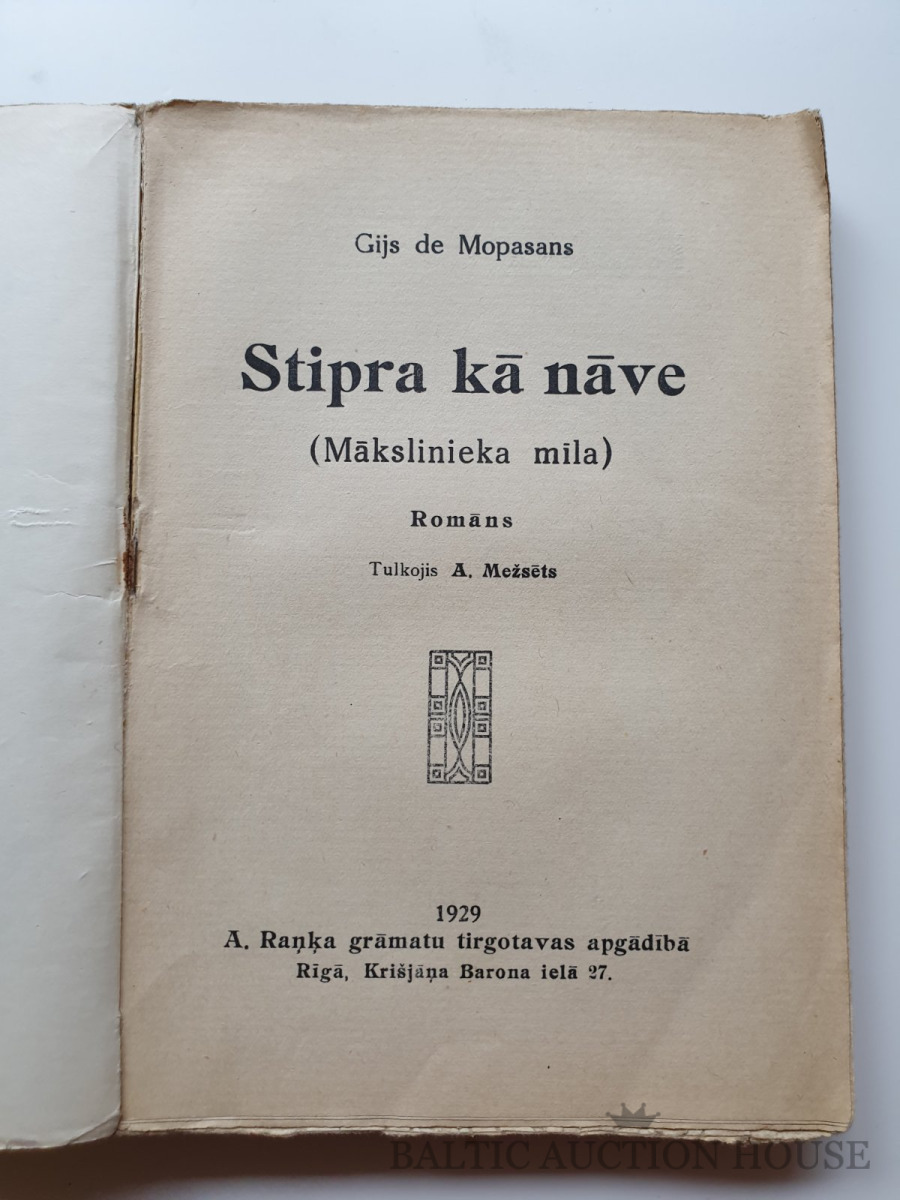 Gijs de Mopasans
Stipra kā nāve
(Mākslinieka mīla)
Romāns
Tulkojis A. Mežsēts
1929
A. Raņķa grāmatu tirgotavas apgādībā
Rīgā, Krišjāņa Barona ielā 27.
BALTIC AUCTION HOUSE